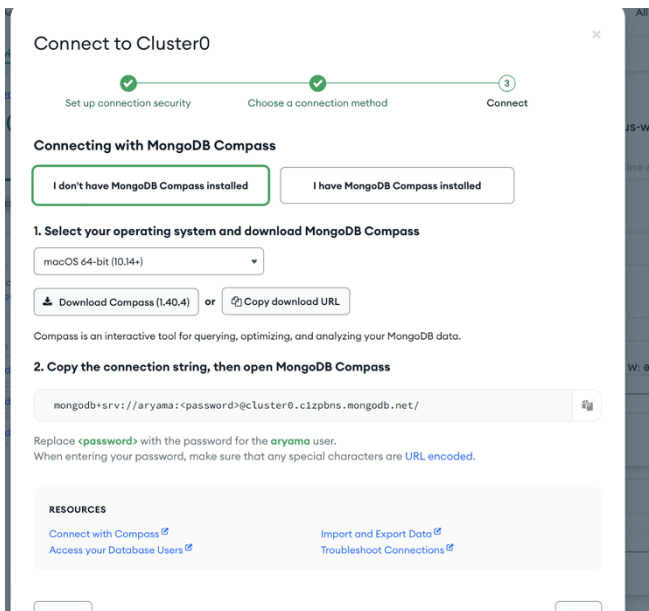 Connect to Cluster0
×
3
Set up connection security
Choose a connection method
Connect
Connecting with MongoDB Compass
I don't have MongoDB Compass installed
I have MongoDB Compass installed
1. Select your operating system and download MongoDB Compass
macOS 64-bit (10.14+)
Download Compass (1.40.4)
or
Copy download URL
Compass is an interactive tool for querying, optimizing, and analyzing your MongoDB data.
2. Copy the connection string, then open MongoDB Compass
mongodb+srv://aryama:<password>@cluster0.c1zpbns.mongodb.net/
Replace <password> with the password for the aryama user.
When entering your password, make sure that any special characters are URL encoded.
RESOURCES
Connect with Compass
Import and Export Data
Access your Database Users
Troubleshoot Connections
All
W: